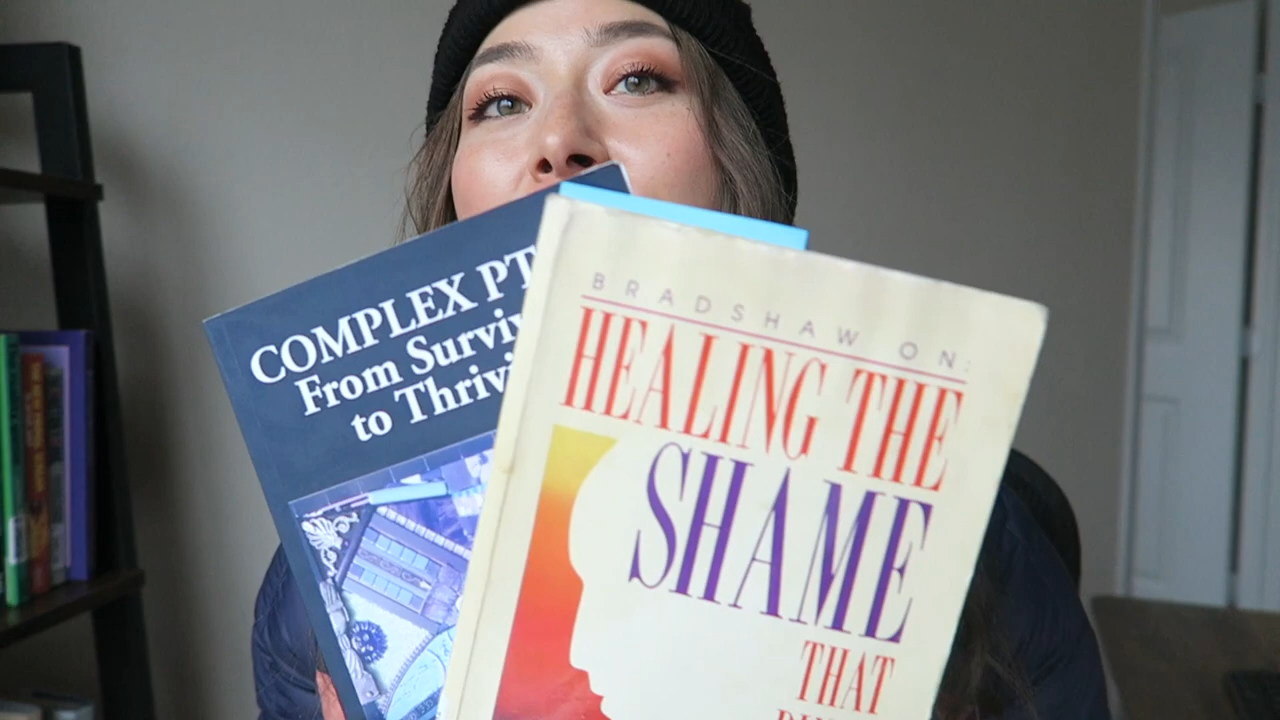 COMPLEX PT
From Surviv
to Thrivi
BRADSHAW ON:
HEALING THE
SHAME
THAT